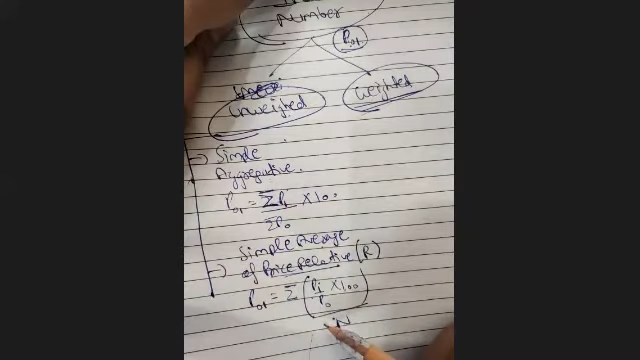 Number
P₀₁
Unweighted
Weighted
→ Simple
Aggregative.
P₀₁ = ΣP₁ × 100
ΣP₀
→ Simple Average
of Price Relative (R)
P₀₁ = Σ (P₁ × 100)
P₀
N